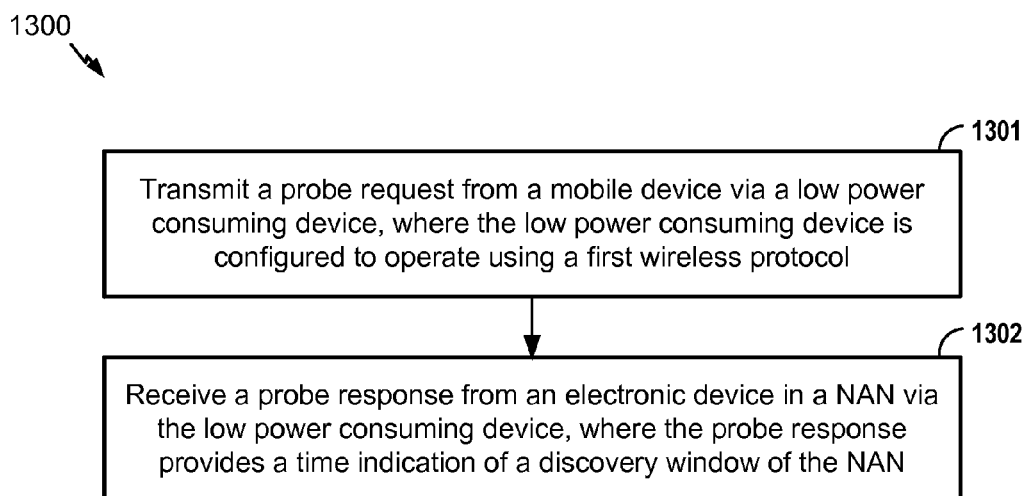 1300
1301
Transmit a probe request from a mobile device via a low power
consuming device, where the low power consuming device is
configured to operate using a first wireless protocol
1302
Receive a probe response from an electronic device in a NAN via
the low power consuming device, where the probe response
provides a time indication of a discovery window of the NAN